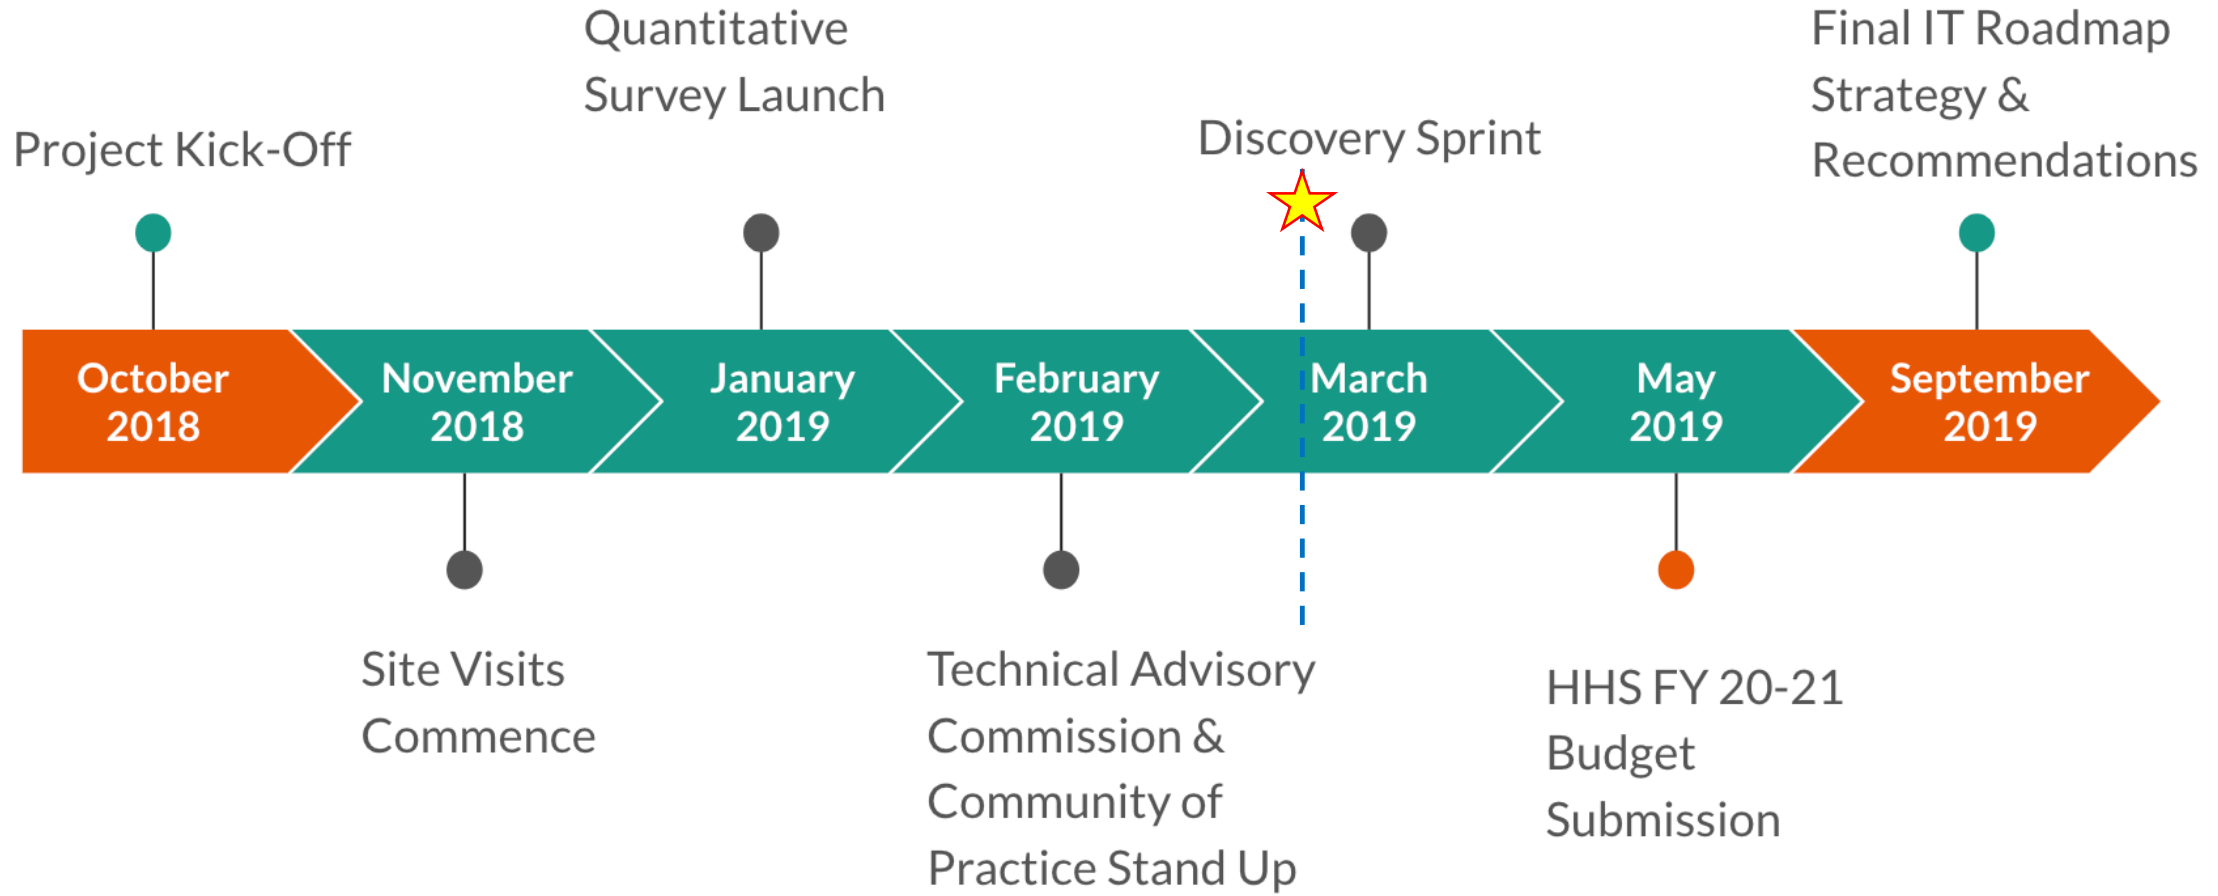 Quantitative
Survey Launch
Final IT Roadmap
Strategy &
Recommendations
Project Kick-Off
Discovery Sprint
October
2018
November
2018
January
2019
February
2019
March
2019
May
2019
September
2019
Site Visits
Commence
Technical Advisory
Commission &
Community of
Practice Stand Up
HHS FY 20-21
Budget
Submission